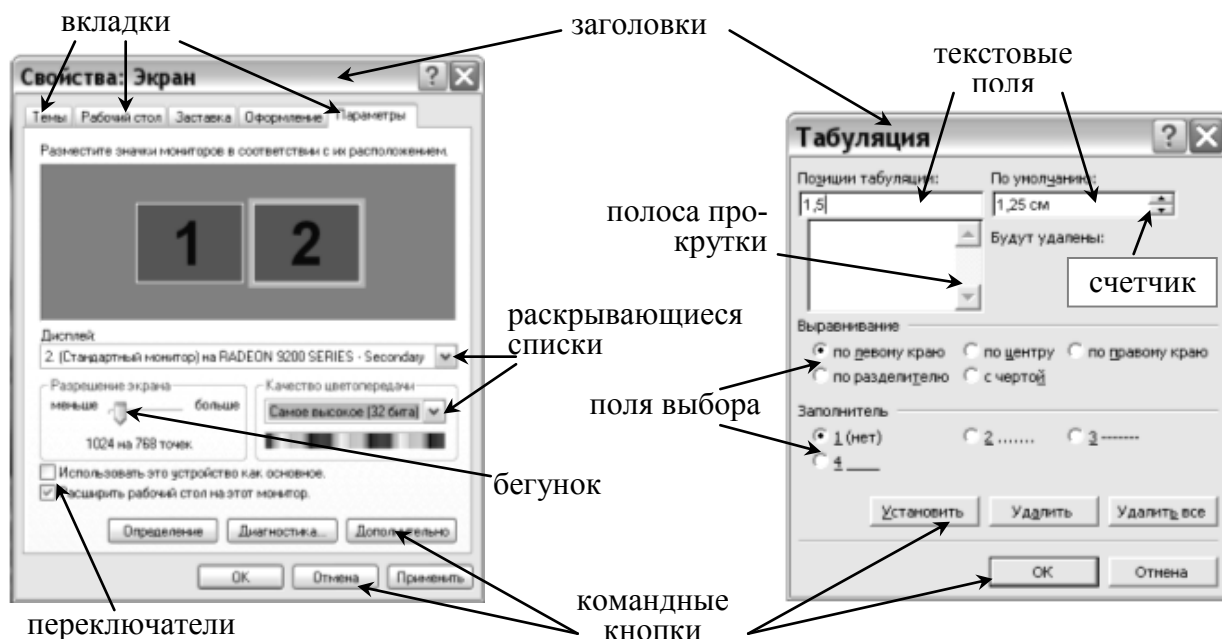 вкладки
заголовки
текстовые
поля
Свойства: Экран
Темы Рабочий стол Заставка Оформление Параметры
Разместите значки мониторов в соответствии с их расположением.
1 2
Дисплей:
2. (Стандартный монитор) на RADEON 9200 SERIES - Secondary
Разрешение экрана
меньше больше
1024 на 768 точек
Качество цветопередачи
Самое высокое (32 бита)
Использовать это устройство как основное.
Расширить рабочий стол на этот монитор.
Определение Диагностика... Дополнительно
OK Отмена Применить
переключатели
полоса про-
крутки
раскрывающиеся
списки
поля выбора
бегунок
командные
кнопки
Табуляция
Позиции табуляции: По умолчанию:
1,5 1,25 см
Будут удалены:
счетчик
Выравнивание
по левому краю по центру по правому краю
по разделителю с чертой
Заполнитель
1 (нет) 2 ....... 3 -------
4 ____
Установить Удалить Удалить все
OK Отмена